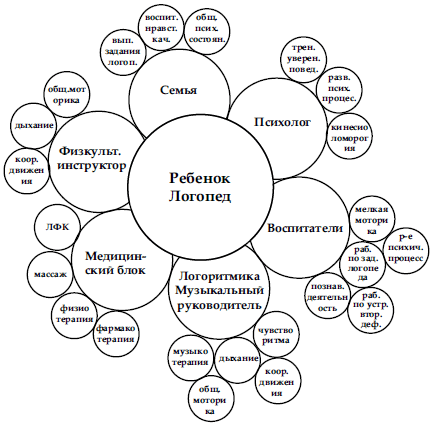 воспит.
нравст.
кач.
общ.
псих.
состоян.
вып.
задания
логоп.
Семья
трен.
уверен.
повед.
разв.
псих.
процес.
кинесио
ломорог
ия
Психолог
общ.мот
орика
дыхание
коор.
движен
ия
Физкульт.
инструктор
Ребенок
Логопед
Воспитатели
мелкая
мотори
ка
р-е
психич.
процесс
раб.
по зад.
логопе
да
познав.
деятельн
ость
раб.
по устр.
втор.
деф.
ЛФК
массаж
физио
терапия
фармако
терапия
Медицин-
ский блок
Логоритмика
Музыкальный
руководитель
чувство
ритма
музыко
терапия
дыхание
коор.
движен
ия
общ.
мотори
ка